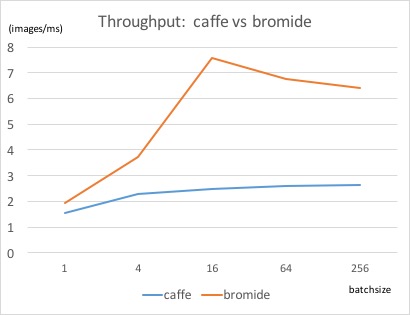 Throughput: caffe vs bromide
(images/ms)
8
7
6
5
4
3
2
1
0
1 4 16 64 256
batchsize
caffe bromide